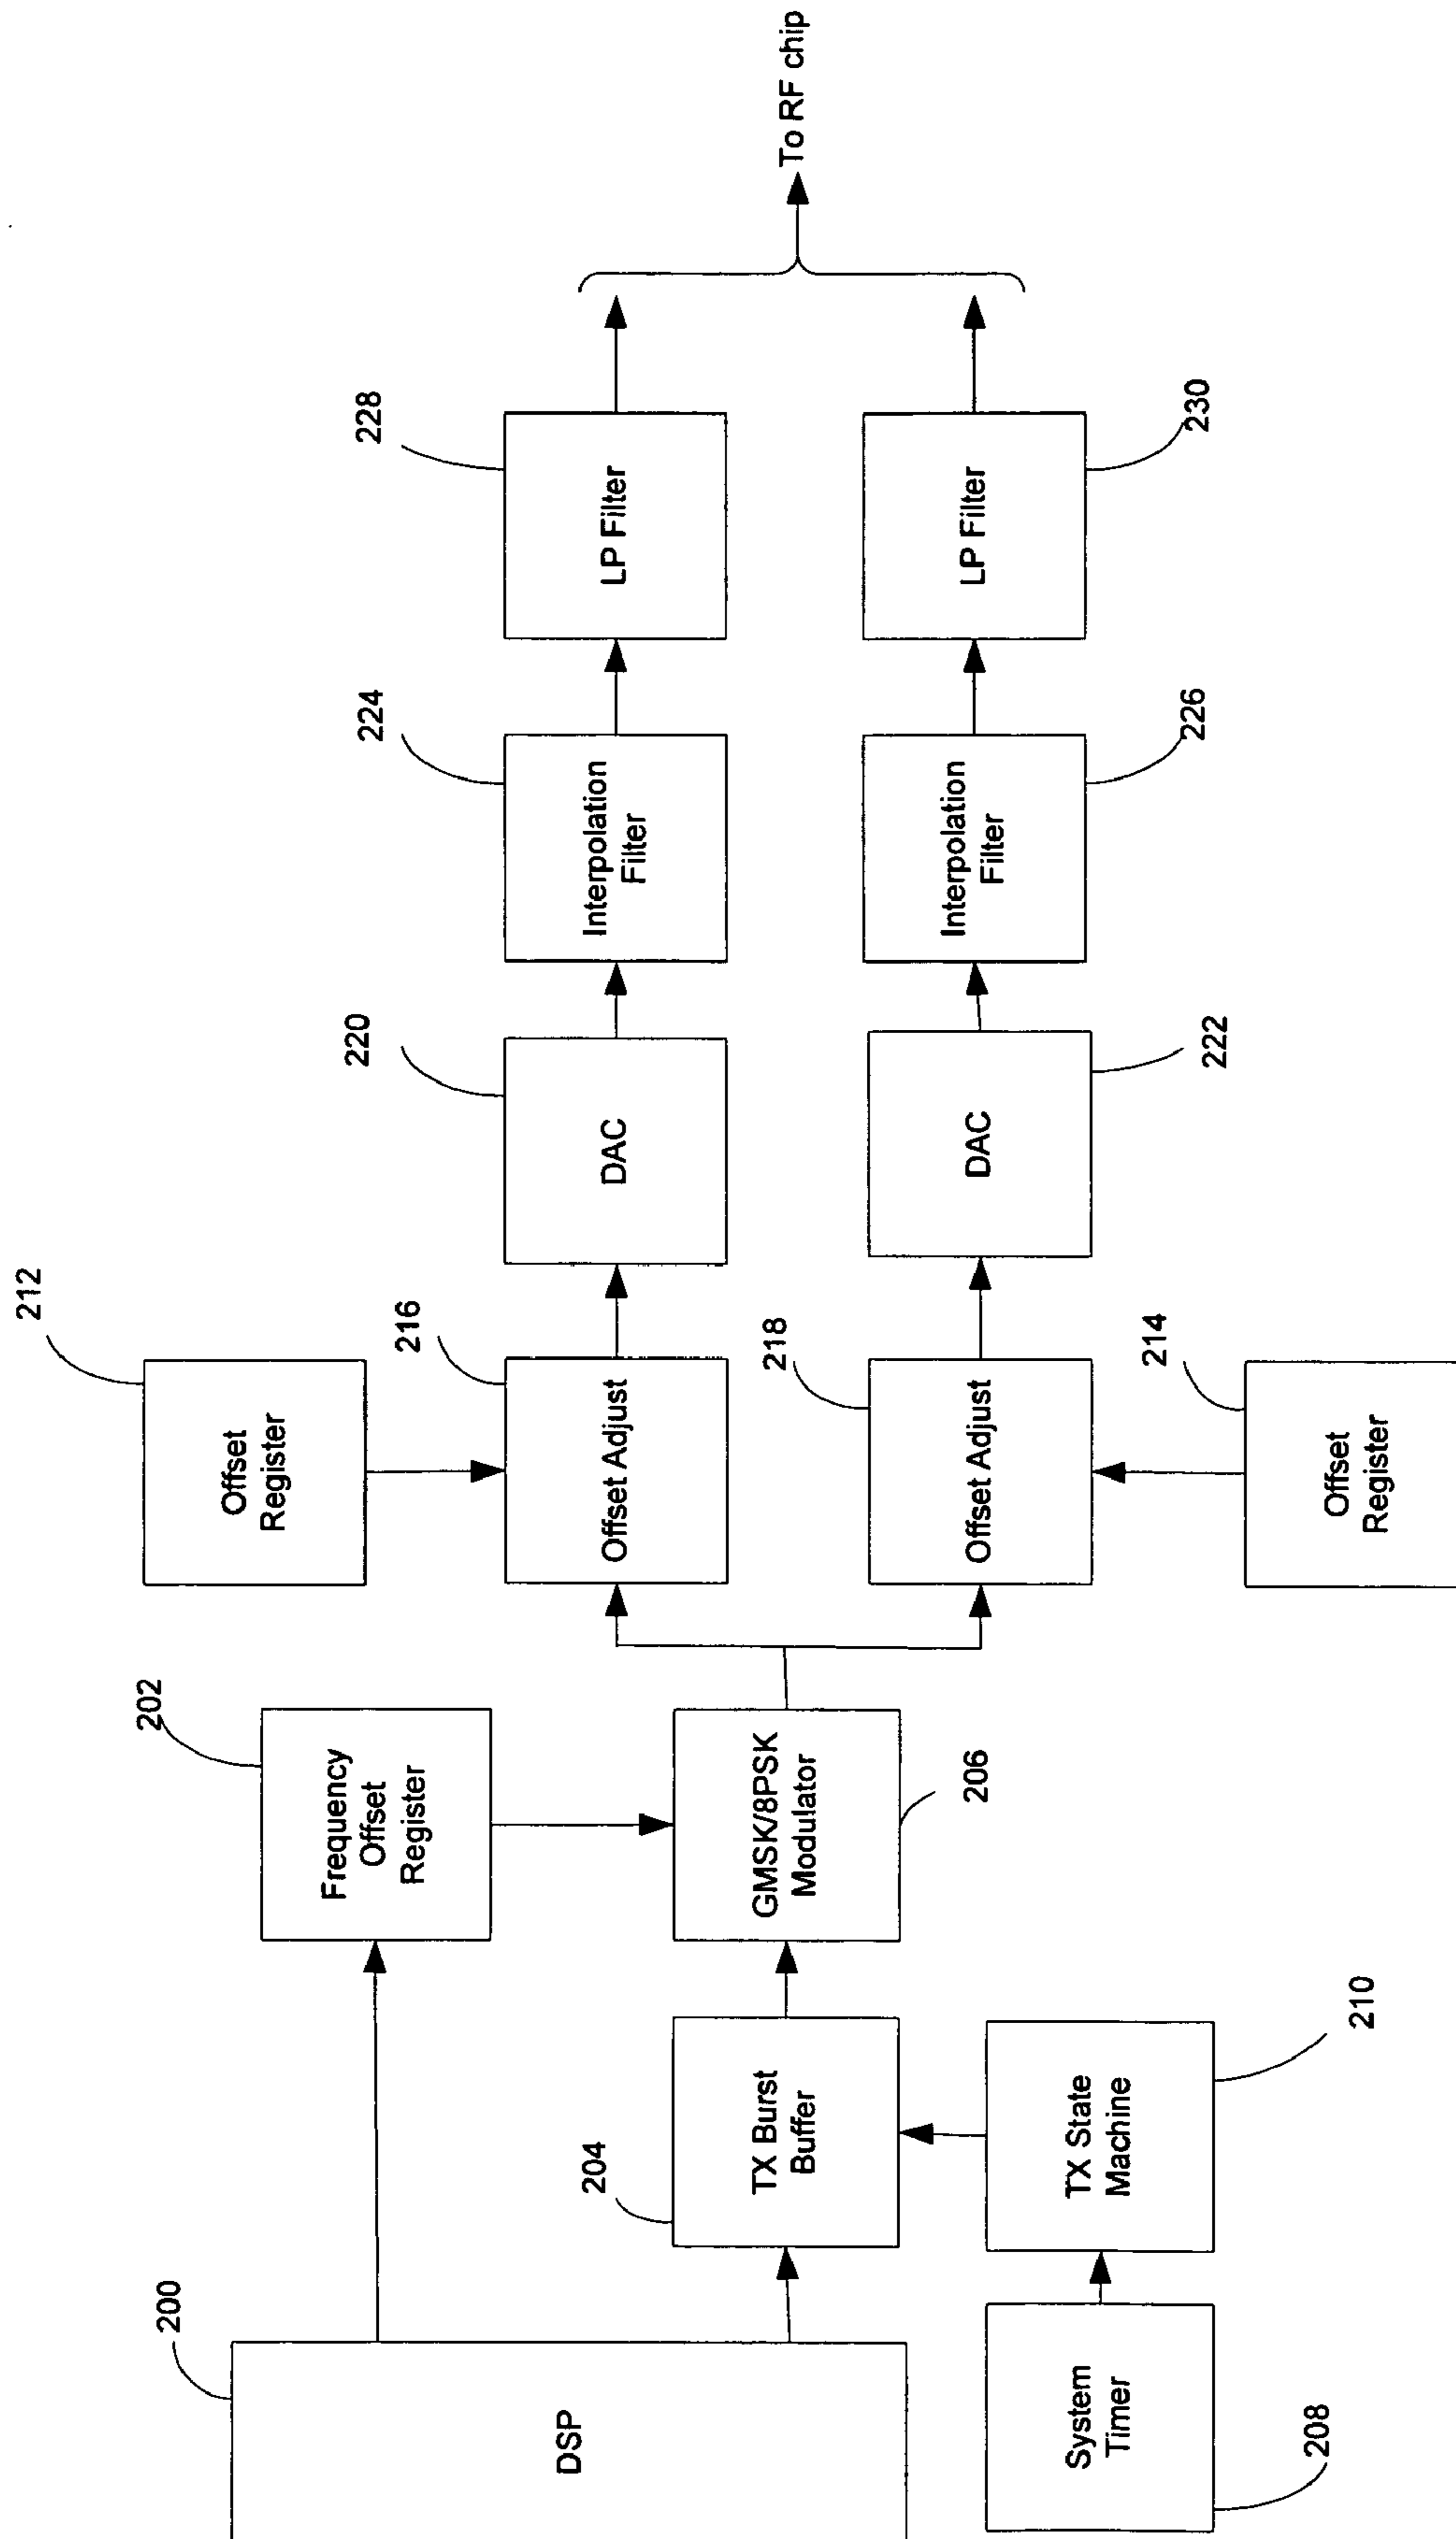 200
DSP
202
Frequency
Offset
Register
204
TX Burst
Buffer
GMSK/8PSK
Modulator
206
System
Timer
208
TX State
Machine
210
212
Offset
Register
216
Offset Adjust
218
Offset Adjust
214
Offset
Register
220
DAC
DAC
222
224
Interpolation
Filter
Interpolation
Filter
226
228
LP Filter
LP Filter
230
To RF chip